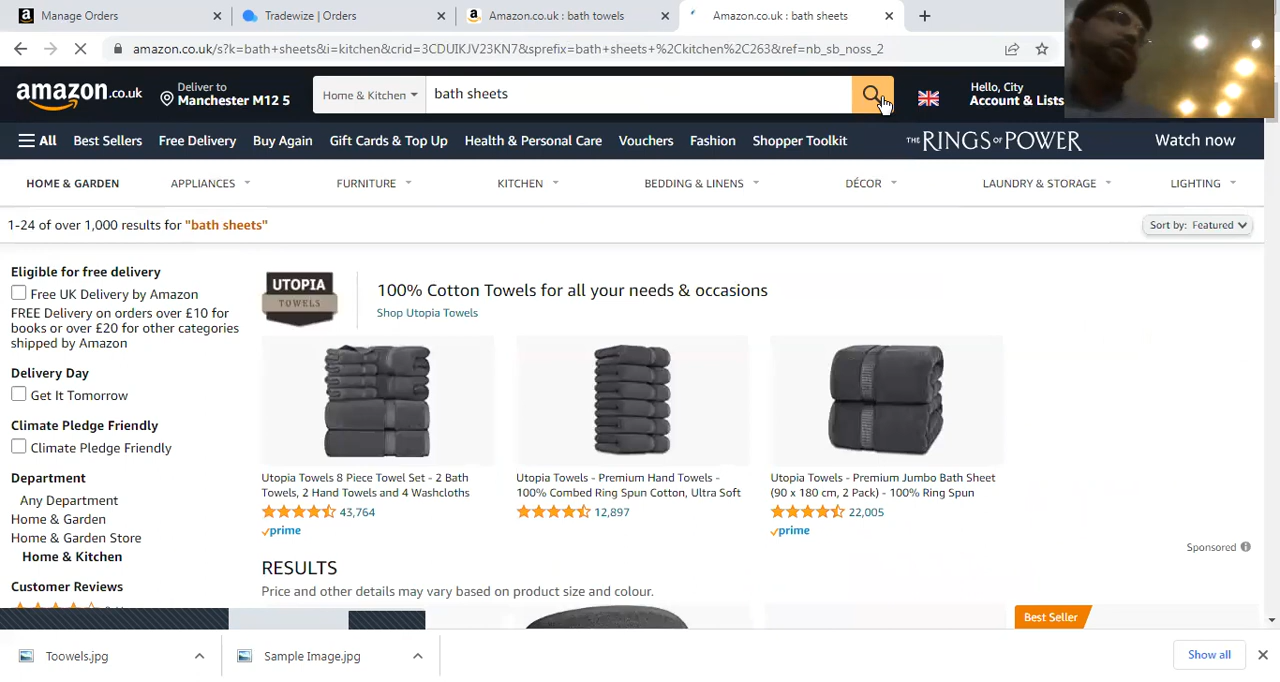 Manage Orders
Tradewize | Orders
Amazon.co.uk : bath towels
Amazon.co.uk : bath sheets
amazon.co.uk/s?k=bath+sheets&i=kitchen&crid=3CDUIKJV23KN7&sprefix=bath+sheets+%2Ckitchen%2C263&ref=nb_sb_noss_2
amazon.co.uk
Deliver to
Manchester M12 5
Home & Kitchen
bath sheets
Hello, City
Account & Lists
All Best Sellers Free Delivery Buy Again Gift Cards & Top Up Health & Personal Care Vouchers Fashion Shopper Toolkit THE RINGS OF POWER Watch now
HOME & GARDEN APPLIANCES FURNITURE KITCHEN BEDDING & LINENS DÉCOR LAUNDRY & STORAGE LIGHTING
1-24 of over 1,000 results for "bath sheets"
Sort by: Featured
Eligible for free delivery
Free UK Delivery by Amazon
FREE Delivery on orders over £10 for
books or over £20 for other categories
shipped by Amazon
Delivery Day
Get It Tomorrow
Climate Pledge Friendly
Climate Pledge Friendly
Department
Any Department
Home & Garden
Home & Garden Store
Home & Kitchen
Customer Reviews
UTOPIA
TOWELS
100% Cotton Towels for all your needs & occasions
Shop Utopia Towels
Utopia Towels 8 Piece Towel Set - 2 Bath
Towels, 2 Hand Towels and 4 Washcloths
43,764
prime
Utopia Towels - Premium Hand Towels -
100% Combed Ring Spun Cotton, Ultra Soft
12,897
Utopia Towels - Premium Jumbo Bath Sheet
(90 x 180 cm, 2 Pack) - 100% Ring Spun
22,005
prime
Sponsored
RESULTS
Price and other details may vary based on product size and colour.
Best Seller
Toowels.jpg
Sample Image.jpg
Show all